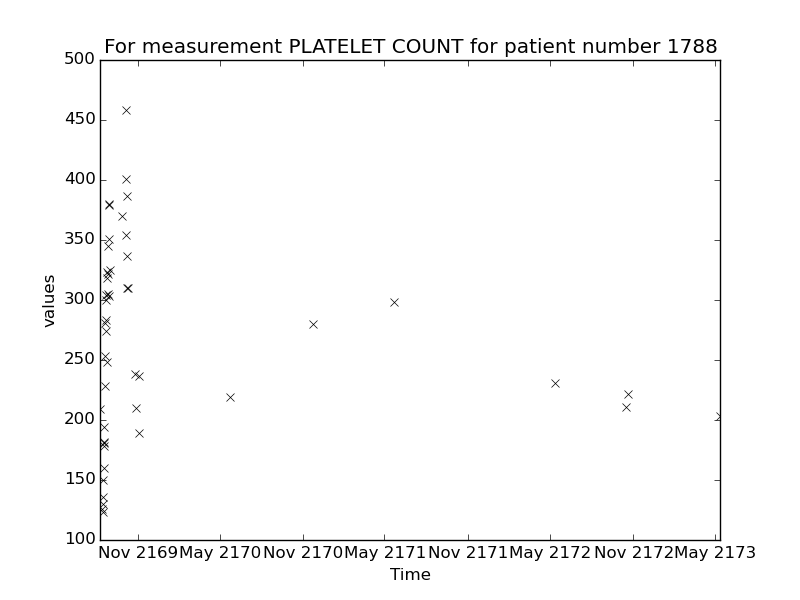 For measurement PLATELET COUNT for patient number 1788
500
450
400
350
300
250
200
150
100
values
Nov 2169 May 2170 Nov 2170 May 2171 Nov 2171 May 2172 Nov 2172 May 2173
Time